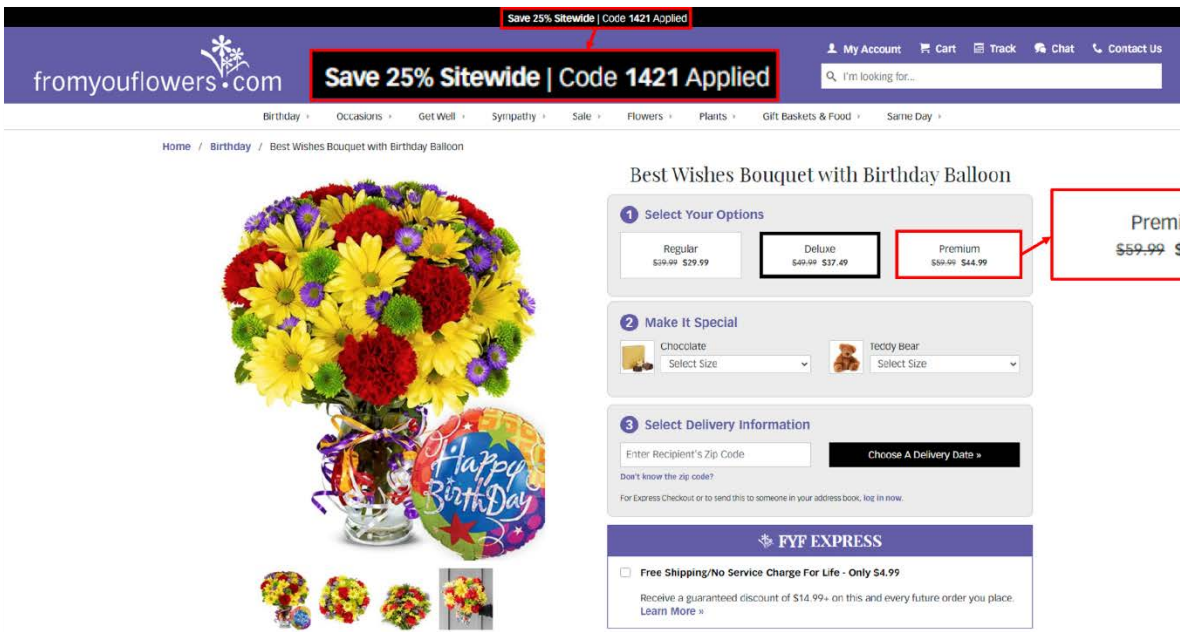 Save 25% Sitewide | Code 1421 Applied
My Account Cart Track Chat Contact Us
fromyouflowers.com
Save 25% Sitewide | Code 1421 Applied
I'm looking for...
Birthday Occasions Get Well Sympathy Sale Flowers Plants Gift Baskets & Food Same Day
Home / Birthday / Best Wishes Bouquet with Birthday Balloon
Best Wishes Bouquet with Birthday Balloon
1 Select Your Options
Regular
$39.99 $29.99
Deluxe
$49.99 $37.49
Premium
$59.99 $44.99
Premi
$59.99 $
2 Make It Special
Chocolate
Select Size
Teddy Bear
Select Size
3 Select Delivery Information
Enter Recipient's Zip Code
Choose A Delivery Date »
Don't know the zip code?
For Express Checkout or to send this to someone in your address book, log in now.
Happy
Birth Day
FYF EXPRESS
Free Shipping/No Service Charge For Life - Only $4.99
Receive a guaranteed discount of $14.99+ on this and every future order you place.
Learn More »